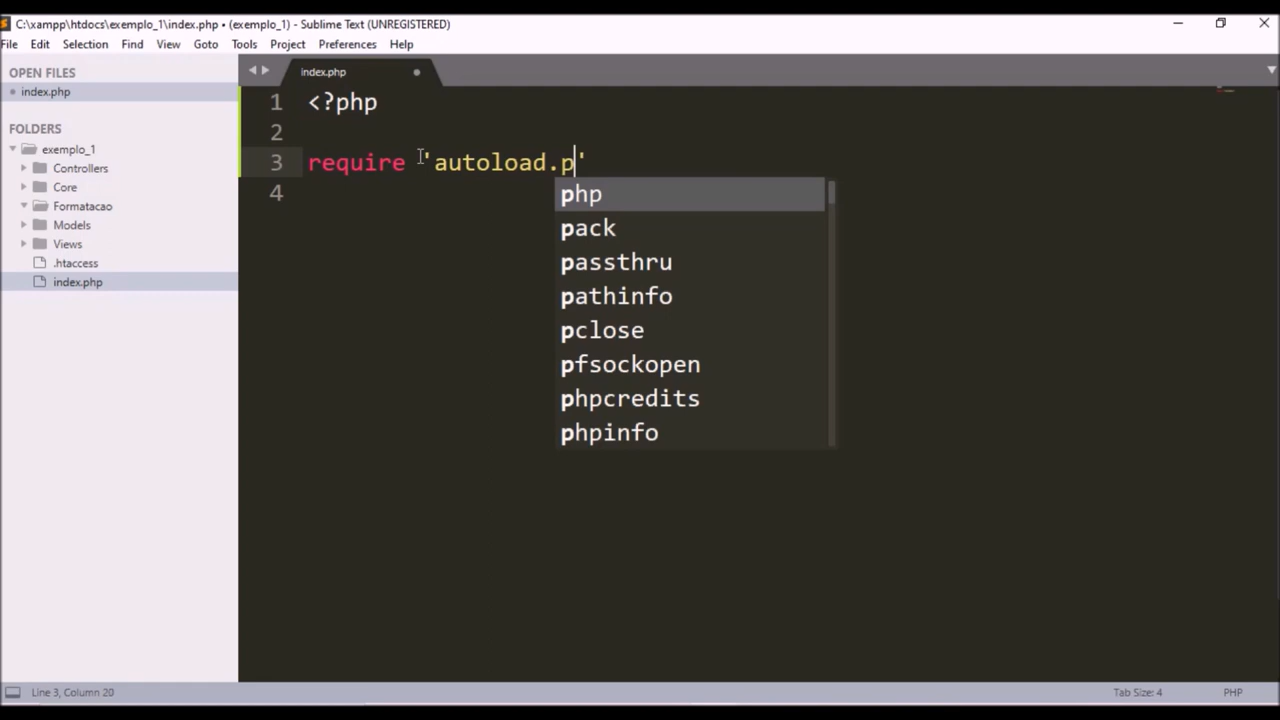 C:\xampp\htdocs\exemplo_1\index.php • (exemplo_1) - Sublime Text (UNREGISTERED)
File Edit Selection Find View Goto Tools Project Preferences Help
OPEN FILES
index.php
FOLDERS
exemplo_1
Controllers
Core
Formatacao
Models
Views
.htaccess
index.php
index.php
1 <?php
2
3 require 'autoload.p'
4
php
pack
passthru
pathinfo
pclose
pfsockopen
phpcredits
phpinfo
Line 3, Column 20
Tab Size: 4
PHP